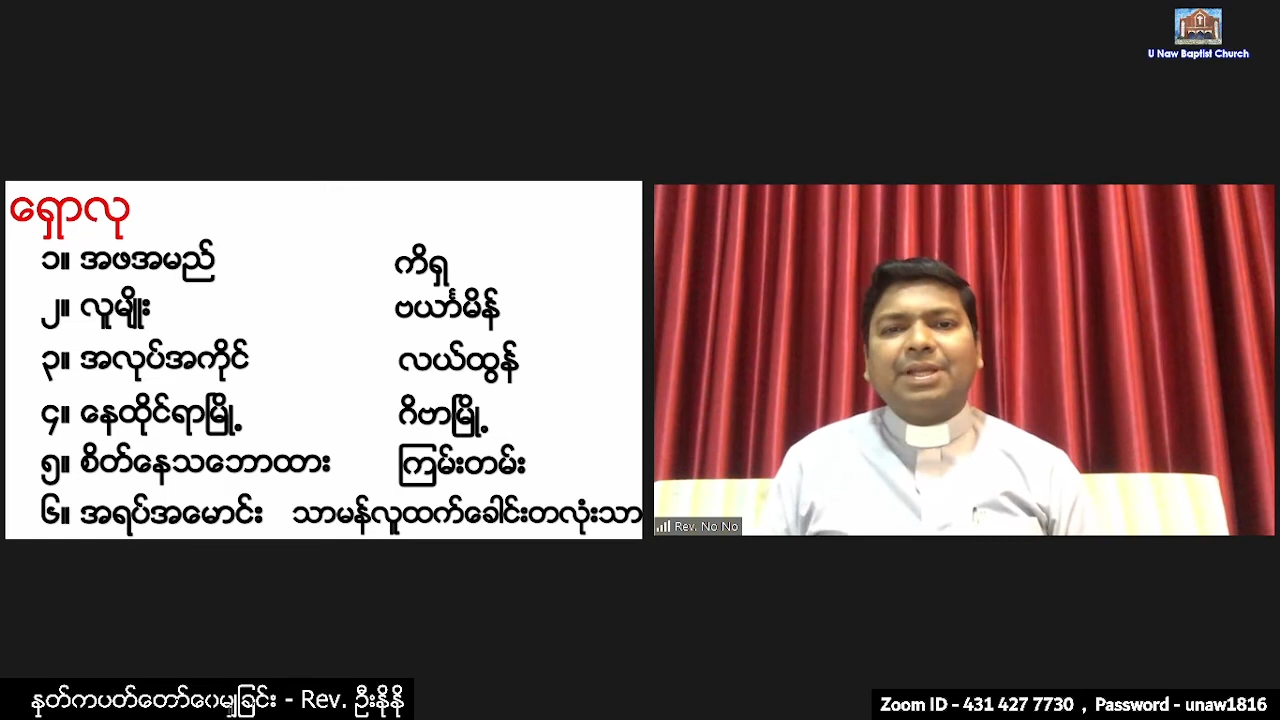 U Naw Baptist Church
ရှောလု
၁။ အဖအမည် ကိရှ
၂။ လူမျိုး ဗင်္ယာမိန်
၃။ အလုပ်အကိုင် လယ်ထွန်
၄။ နေထိုင်ရာမြို့ ဂိဗာမြို့
၅။ စိတ်နေသဘောထား ကြမ်းတမ်း
၆။ အရပ်အမောင်း သာမန်လူထက်ခေါင်းတလုံးသာ
Rev. No No
နှုတ်ကပတ်တော်ဝေမျှခြင်း - Rev. ဦးနိုနို
Zoom ID - 431 427 7730 , Password - unaw1816